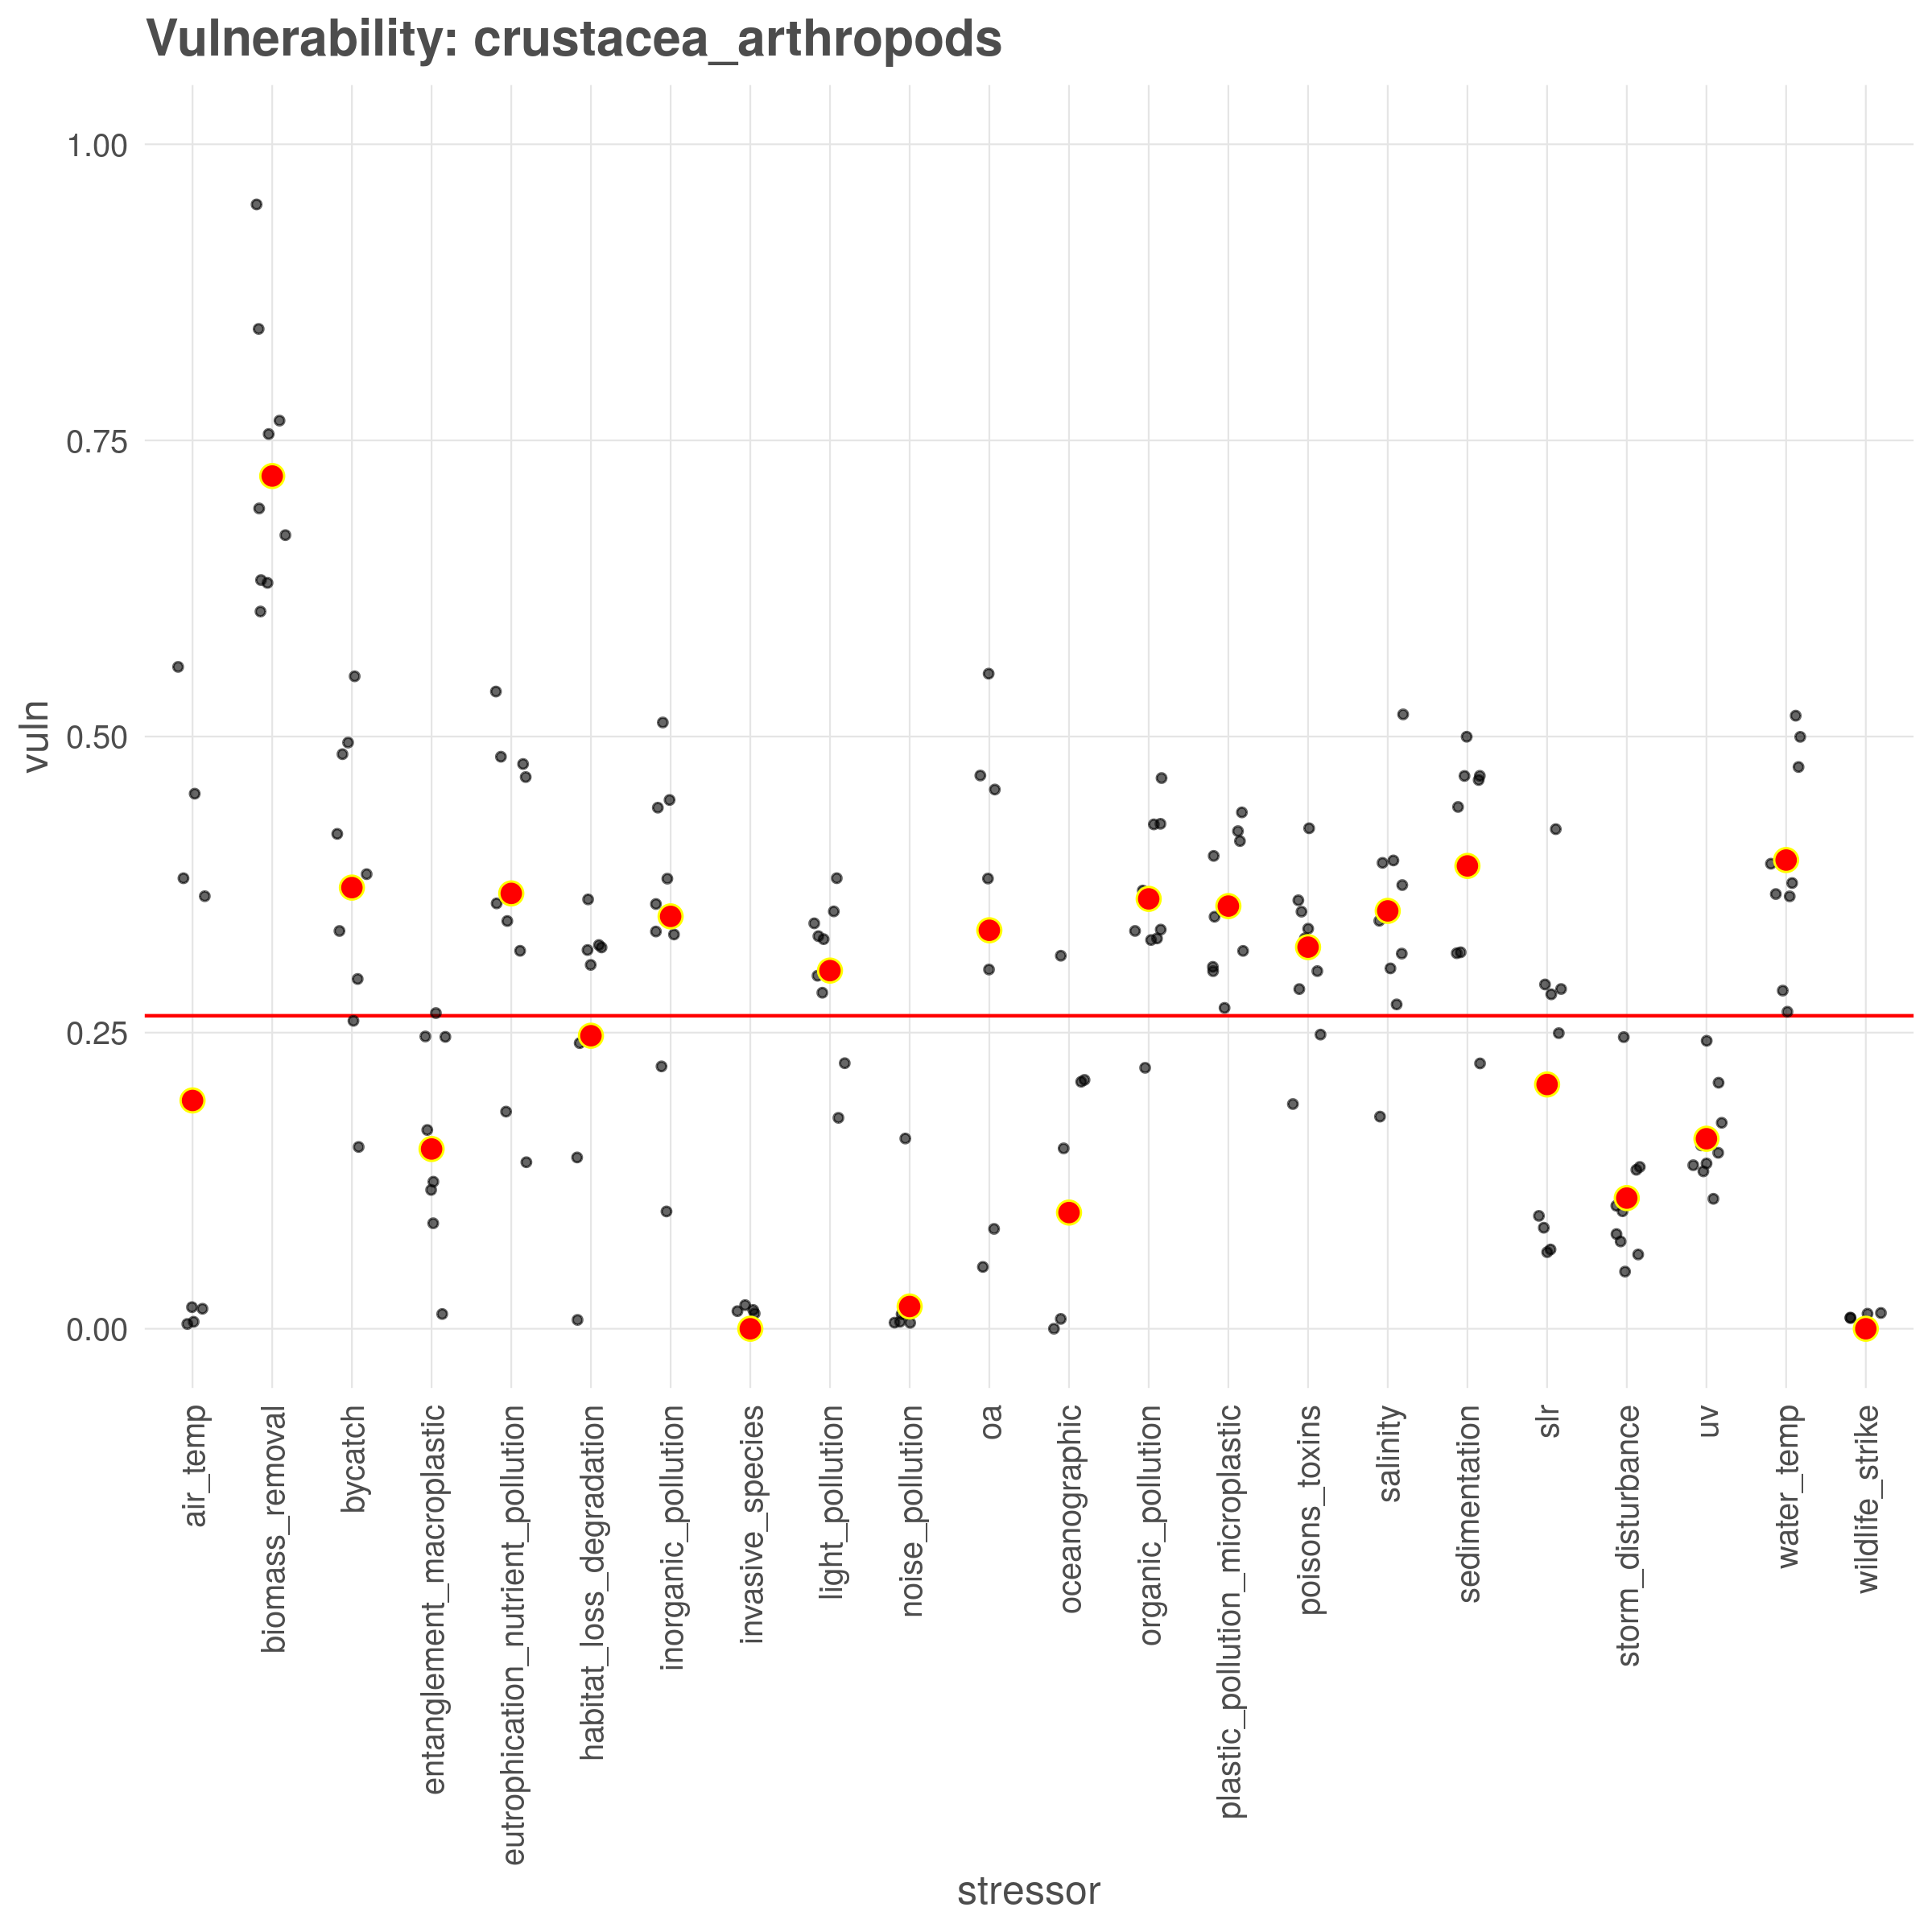 Vulnerability: crustacea_arthropods
1.00
0.75
0.50
0.25
0.00
vuln
air_temp
biomass_removal
bycatch
entanglement_macroplastic
eutrophication_nutrient_pollution
habitat_loss_degradation
inorganic_pollution
invasive_species
light_pollution
noise_pollution
oa
oceanographic
organic_pollution
plastic_pollution_microplastic
poisons_toxins
salinity
sedimentation
slr
storm_disturbance
uv
water_temp
wildlife_strike
stressor